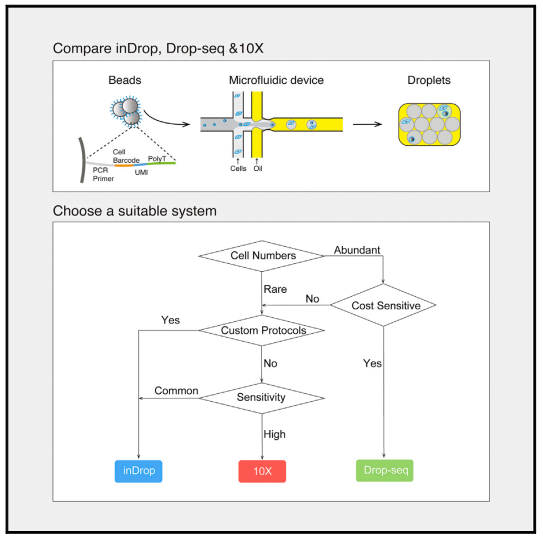 Compare inDrop, Drop-seq &10X
Beads
Microfluidic device
Droplets
Cell
Barcode
PolyT
PCR
Primer
UMI
Cells
Oil
Choose a suitable system
Cell Numbers
Abundant
Rare
No
Cost Sensitive
Yes
Custom Protocols
No
Yes
Common
Sensitivity
High
inDrop
10X
Drop-seq